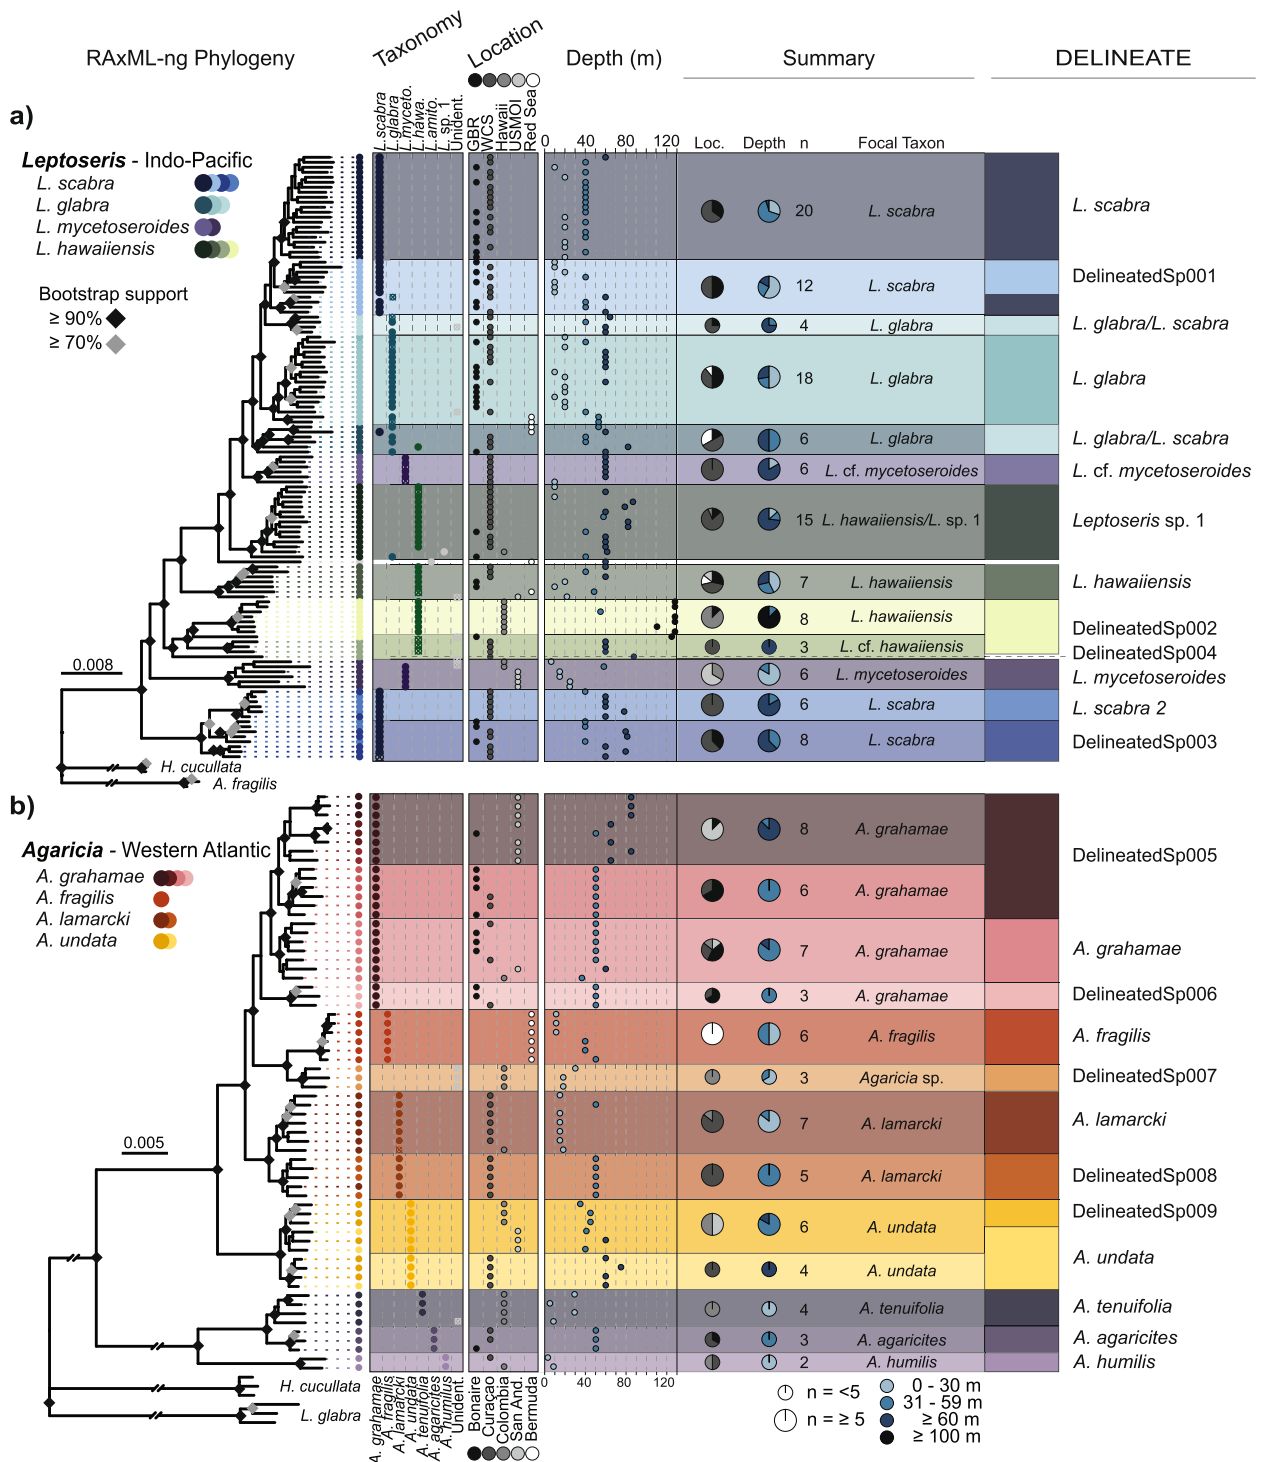 RAxML-ng Phylogeny
Taxonomy
Location
Depth (m)
Summary
DELINEATE
a)
L.scabra
L.glabra
L.myceto.
L.hawa.
L.amito.
L. sp. 1
Unident.
GBR
WCS
Hawaii
USMOI
Red Sea
0 40 80 120
Loc. Depth n Focal Taxon
Leptoseris - Indo-Pacific
L. scabra
L. glabra
L. mycetoseroides
L. hawaiiensis
Bootstrap support
≥ 90%
≥ 70%
20 L. scabra
L. scabra
12 L. scabra
DelineatedSp001
4 L. glabra
L. glabra/L. scabra
18 L. glabra
L. glabra
6 L. glabra
L. glabra/L. scabra
6 L. cf. mycetoseroides
L. cf. mycetoseroides
15 L. hawaiiensis/L. sp. 1
Leptoseris sp. 1
7 L. hawaiiensis
L. hawaiiensis
8 L. hawaiiensis
DelineatedSp002
3 L. cf. hawaiiensis
DelineatedSp004
6 L. mycetoseroides
L. mycetoseroides
6 L. scabra
L. scabra 2
8 L. scabra
DelineatedSp003
0.008
H. cucullata
A. fragilis
b)
Agaricia - Western Atlantic
A. grahamae
A. fragilis
A. lamarcki
A. undata
8 A. grahamae
DelineatedSp005
6 A. grahamae
7 A. grahamae
A. grahamae
3 A. grahamae
DelineatedSp006
6 A. fragilis
A. fragilis
3 Agaricia sp.
DelineatedSp007
7 A. lamarcki
A. lamarcki
5 A. lamarcki
DelineatedSp008
6 A. undata
DelineatedSp009
4 A. undata
A. undata
4 A. tenuifolia
A. tenuifolia
3 A. agaricites
A. agaricites
2 A. humilis
A. humilis
0.005
H. cucullata
L. glabra
A. grahamae
A. fragilis
A. lamarcki
A. undata
A. tenuifolia
A. agaricites
A. humilus
Unident.
Bonaire
Curaçao
Colombia
San And.
Bermuda
0 40 80 120
n = <5
n = ≥ 5
0 - 30 m
31 - 59 m
≥ 60 m
≥ 100 m